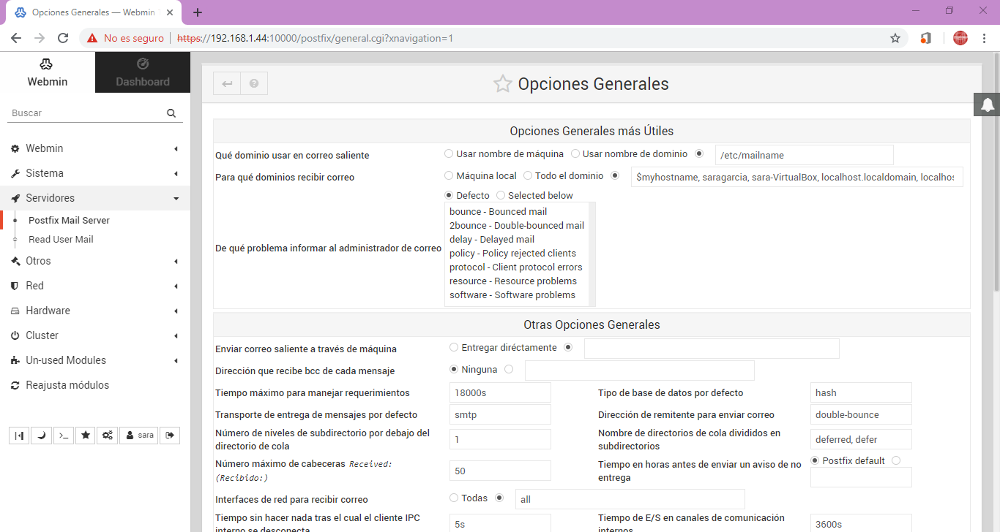 Opciones Generales — Webmin
No es seguro
https://192.168.1.44:10000/postfix/general.cgi?xnavigation=1
Webmin
Dashboard
Buscar
Webmin
Sistema
Servidores
Postfix Mail Server
Read User Mail
Otros
Red
Hardware
Cluster
Un-used Modules
Reajusta módulos
sara
Opciones Generales
Opciones Generales más Útiles
Qué dominio usar en correo saliente
Usar nombre de máquina Usar nombre de dominio /etc/mailname
Para qué dominios recibir correo
Máquina local Todo el dominio $myhostname, saragarcia, sara-VirtualBox, localhost.localdomain, localhos
De qué problema informar al administrador de correo
Defecto Selected below
bounce - Bounced mail
2bounce - Double-bounced mail
delay - Delayed mail
policy - Policy rejected clients
protocol - Client protocol errors
resource - Resource problems
software - Software problems
Otras Opciones Generales
Enviar correo saliente a través de máquina
Entregar diréctamente
Dirección que recibe bcc de cada mensaje
Ninguna
Tiempo máximo para manejar requerimientos
18000s
Tipo de base de datos por defecto
hash
Transporte de entrega de mensajes por defecto
smtp
Dirección de remitente para enviar correo
double-bounce
Número de niveles de subdirectorio por debajo del
directorio de cola
1
Nombre de directorios de cola divididos en
subdirectorios
deferred, defer
Número máximo de cabeceras Received:
(Recibido:)
50
Tiempo en horas antes de enviar un aviso de no
entrega
Postfix default
Interfaces de red para recibir correo
Todas all
Tiempo sin hacer nada tras el cual el cliente IPC
interno se desconecta
5s
Tiempo de E/S en canales de comunicación
internos
3600s